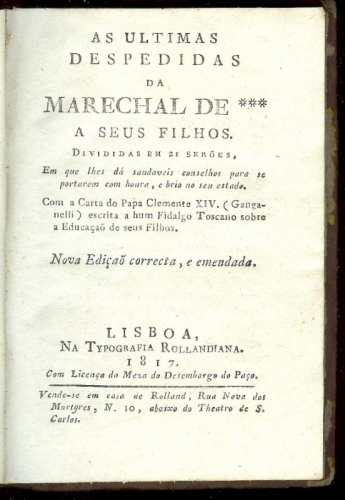 AS ULTIMAS
DESPEDIDAS
DA
MARECHAL DE ***
A SEUS FILHOS.
DIVIDIDAS EM 21 SERÕES,
Em que lhes dá saudaveis conselhos para se
portarem com honra, e brio no seu estado.
Com a Carta do Papa Clemente XIV. (Ganga-
nelli) escrita a hum Fidalgo Toscano sobre
a Educaçaõ de seus Filhos.
Nova Ediçaõ correcta, e emendada.
LISBOA,
NA TYPOGRAFIA ROLLANDIANA.
1817.
Com Licença da Meza do Desembargo do Paço.
Vende-se em casa de Rolland, Rua Nova dos
Martyres, N. 10, abaixo do Theatro de S.
Carlos.